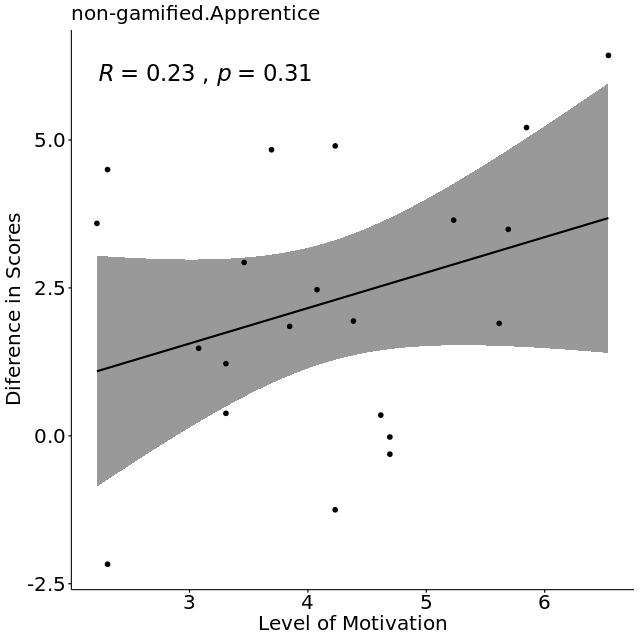 non-gamified.Apprentice
R = 0.23 , p = 0.31
5.0
2.5
0.0
-2.5
Diference in Scores
3 4 5 6
Level of Motivation